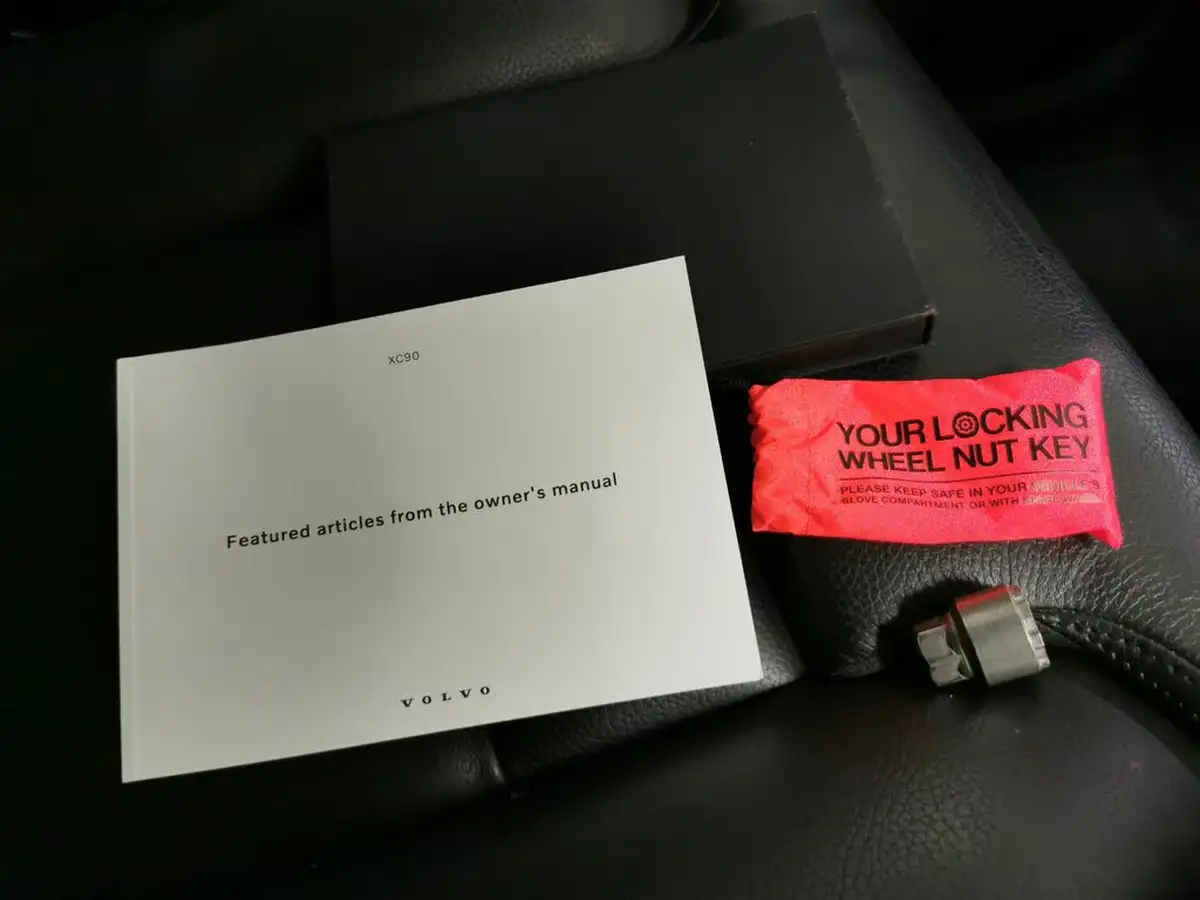 XC90
Featured articles from the owner's manual
VOLVO
YOUR LOCKING
WHEEL NUT KEY
PLEASE KEEP SAFE IN YOUR VEHICLE'S
GLOVE COMPARTMENT OR WITH